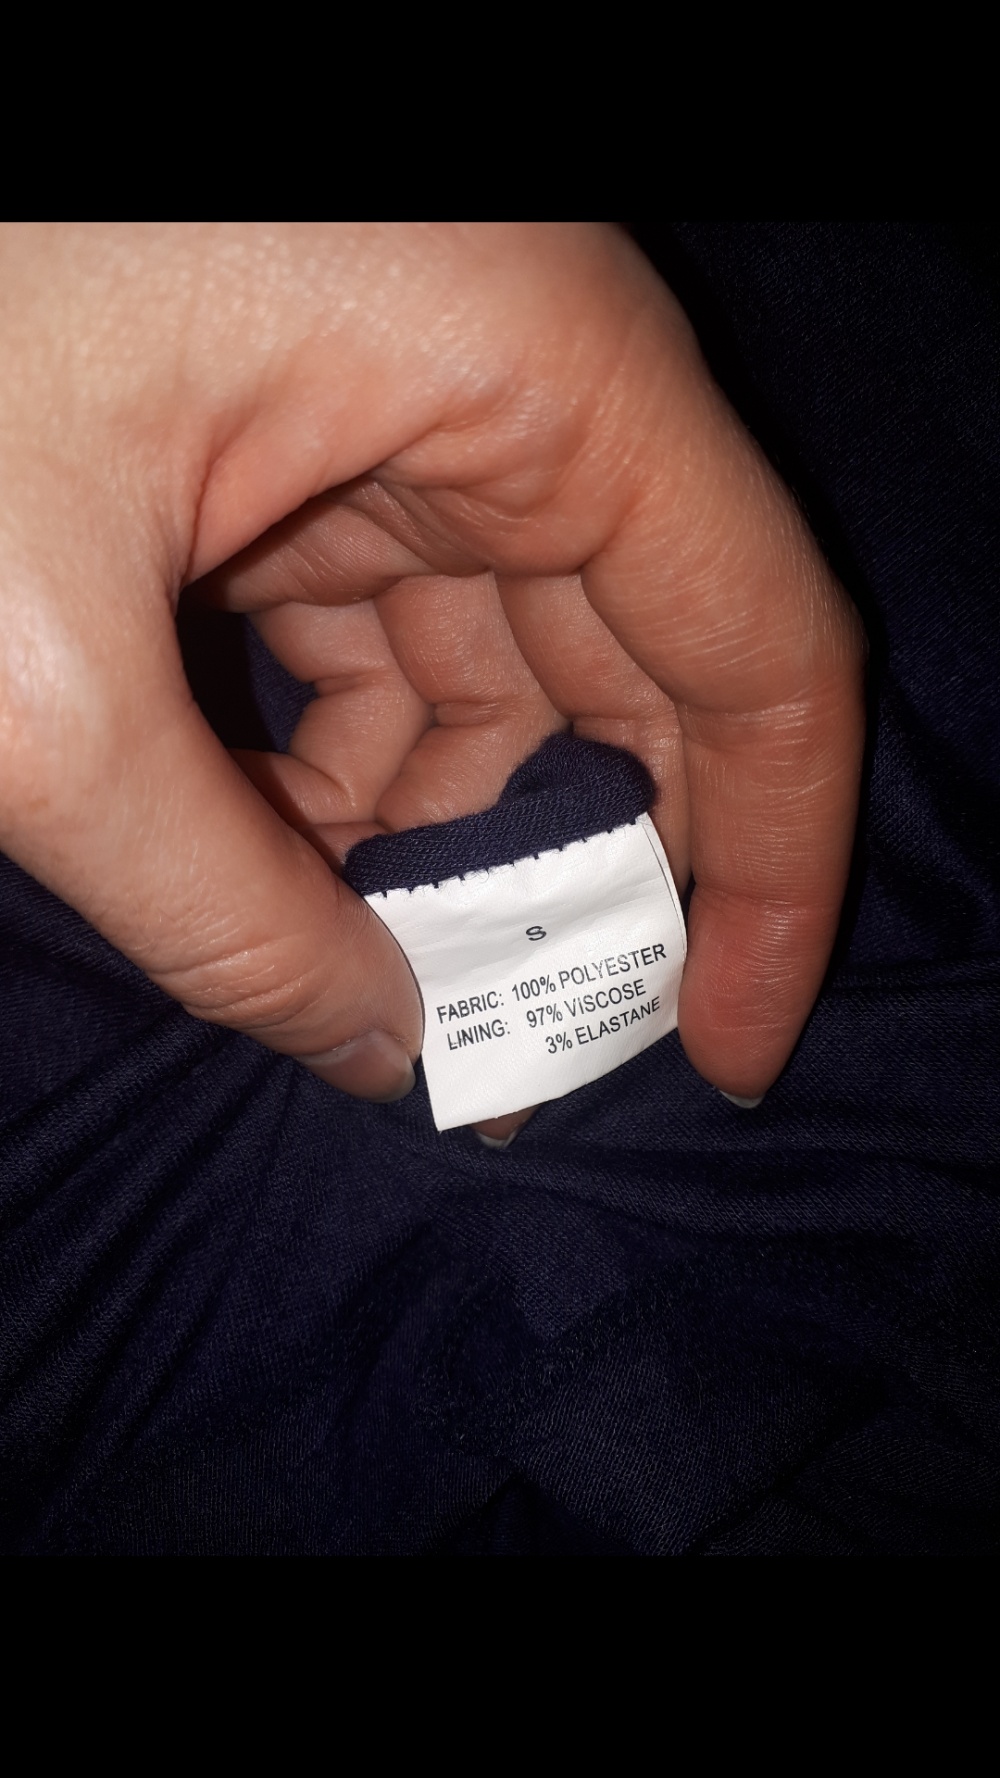 S
FABRIC: 100% POLYESTER
LINING: 97% VISCOSE
3% ELASTANE